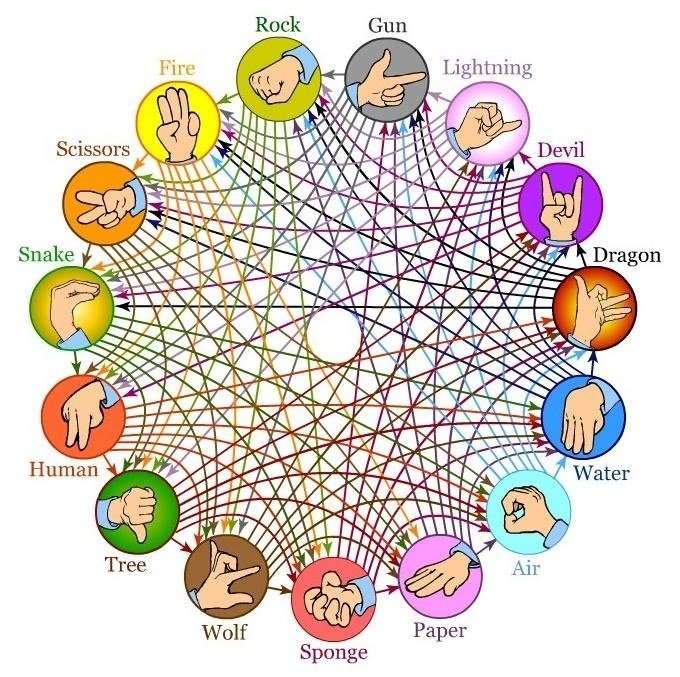 Rock
Gun
Fire
Lightning
Scissors
Devil
Snake
Dragon
Human
Water
Tree
Air
Wolf
Paper
Sponge